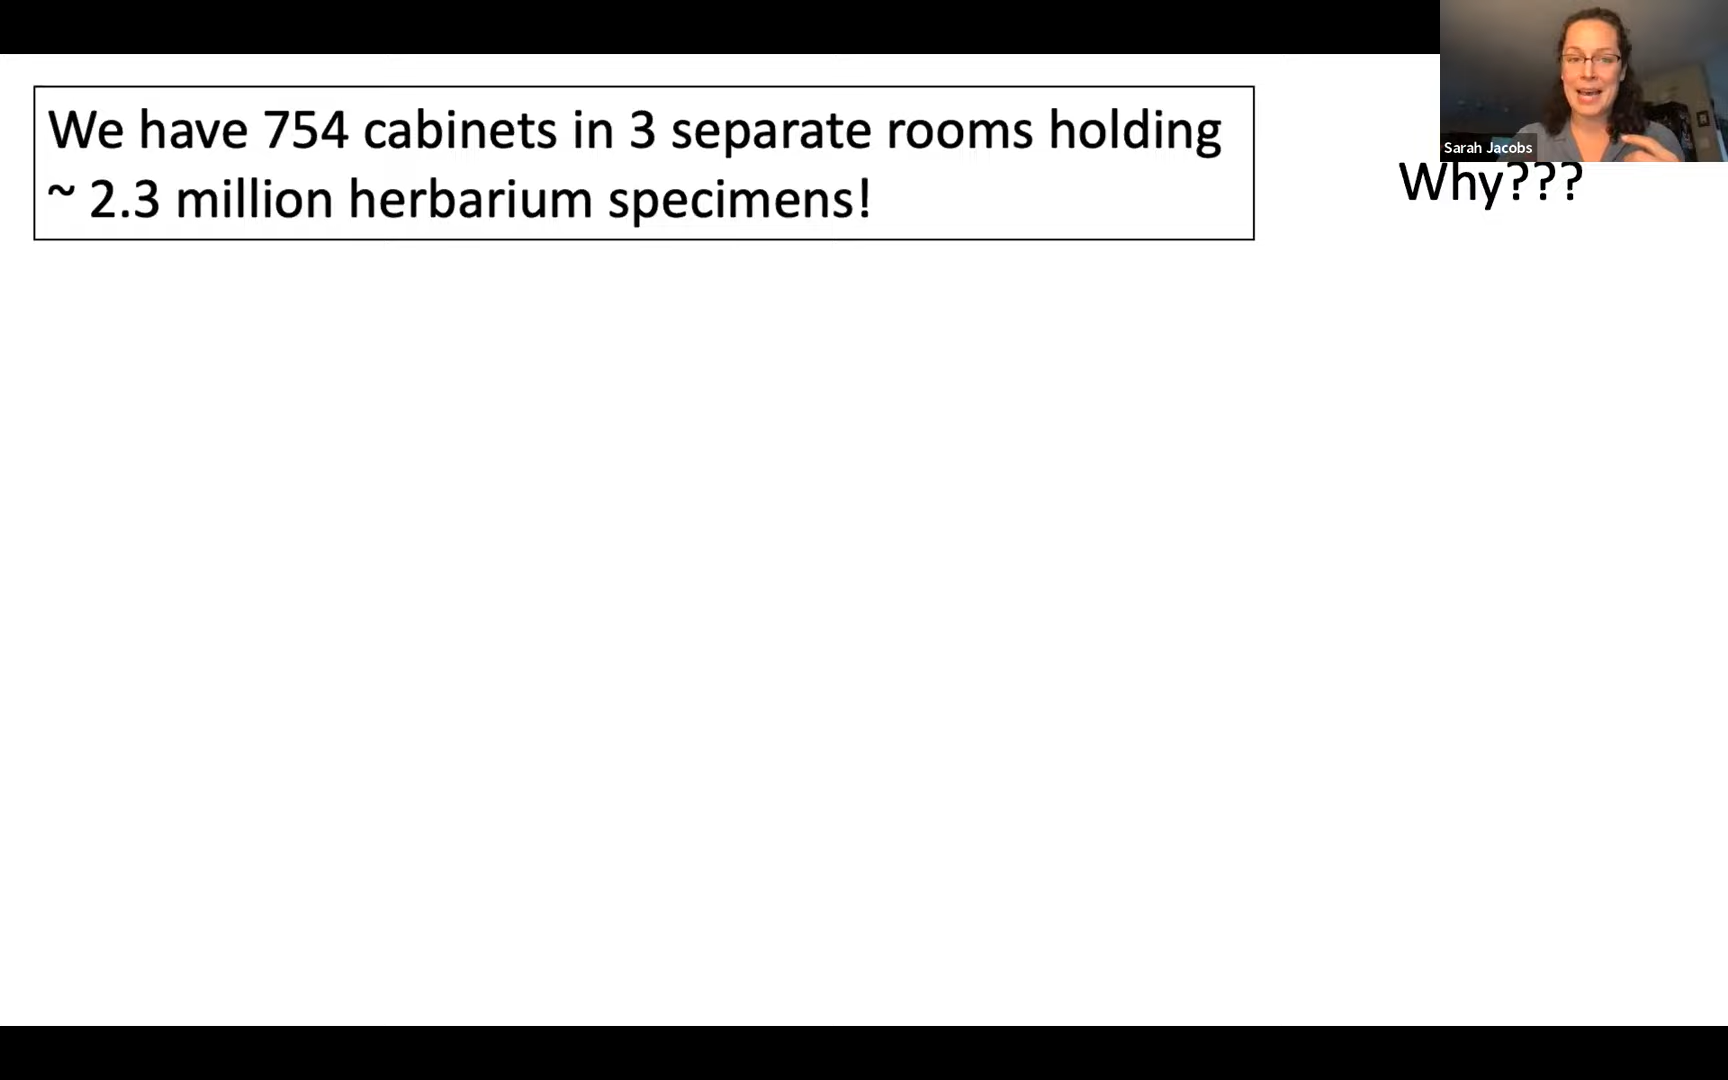 We have 754 cabinets in 3 separate rooms holding
~ 2.3 million herbarium specimens!
Sarah Jacobs
Why???